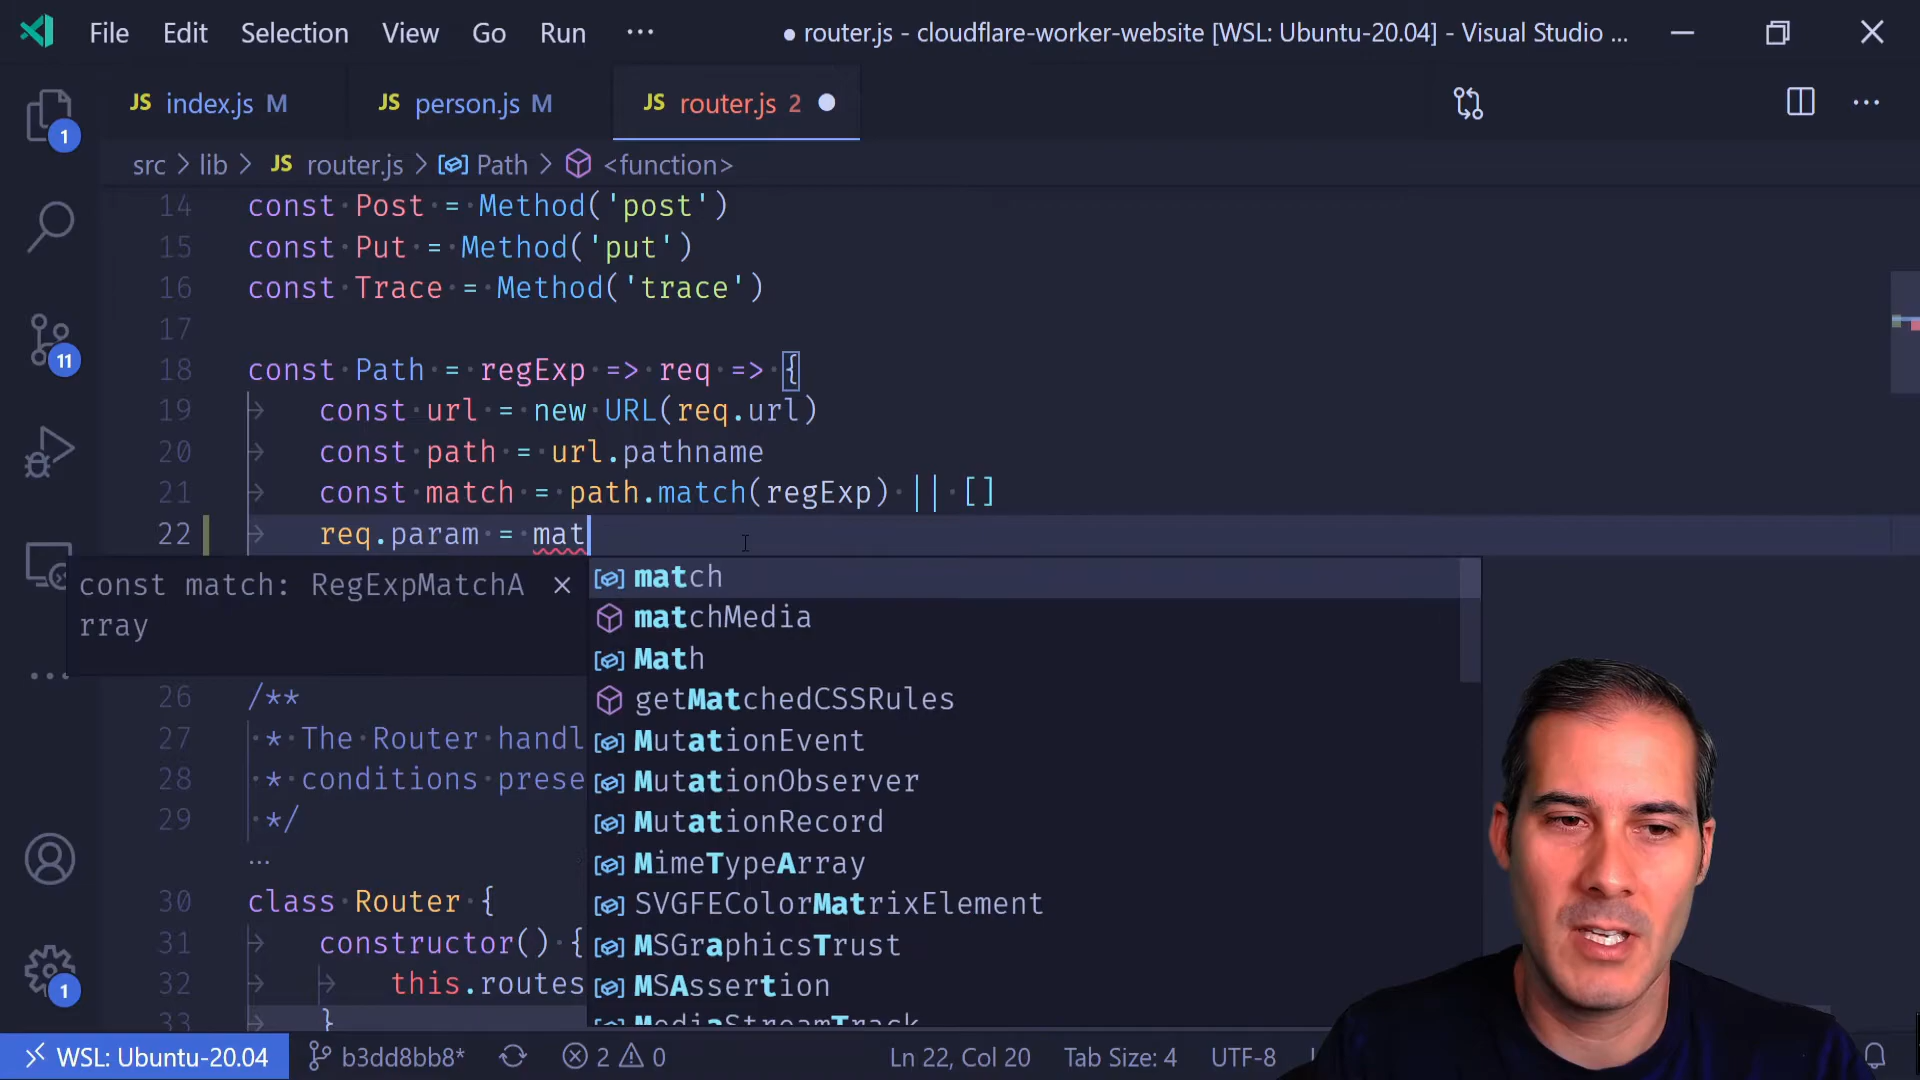 File Edit Selection View Go Run ··· ● router.js - cloudflare-worker-website [WSL: Ubuntu-20.04] - Visual Studio ...
JS index.js M JS person.js M JS router.js 2 ●
src > lib > JS router.js > Path > <function>
14 const Post = Method('post')
15 const Put = Method('put')
16 const Trace = Method('trace')
17
18 const Path = regExp => req => {
19 const url = new URL(req.url)
20 const path = url.pathname
21 const match = path.match(regExp) || []
22 req.param = mat
const match: RegExpMatchA
rray
match
matchMedia
Math
getMatchedCSSRules
MutationEvent
MutationObserver
MutationRecord
MimeTypeArray
SVGFEColorMatrixElement
MSGraphicsTrust
MSAssertion
MediaStreamTrack
26 /**
27 * The Router handl
28 * conditions prese
29 */
...
30 class Router {
31 constructor() {
32 this.routes
33 }
1
11
1
WSL: Ubuntu-20.04 b3dd8bb8* 2 0 Ln 22, Col 20 Tab Size: 4 UTF-8